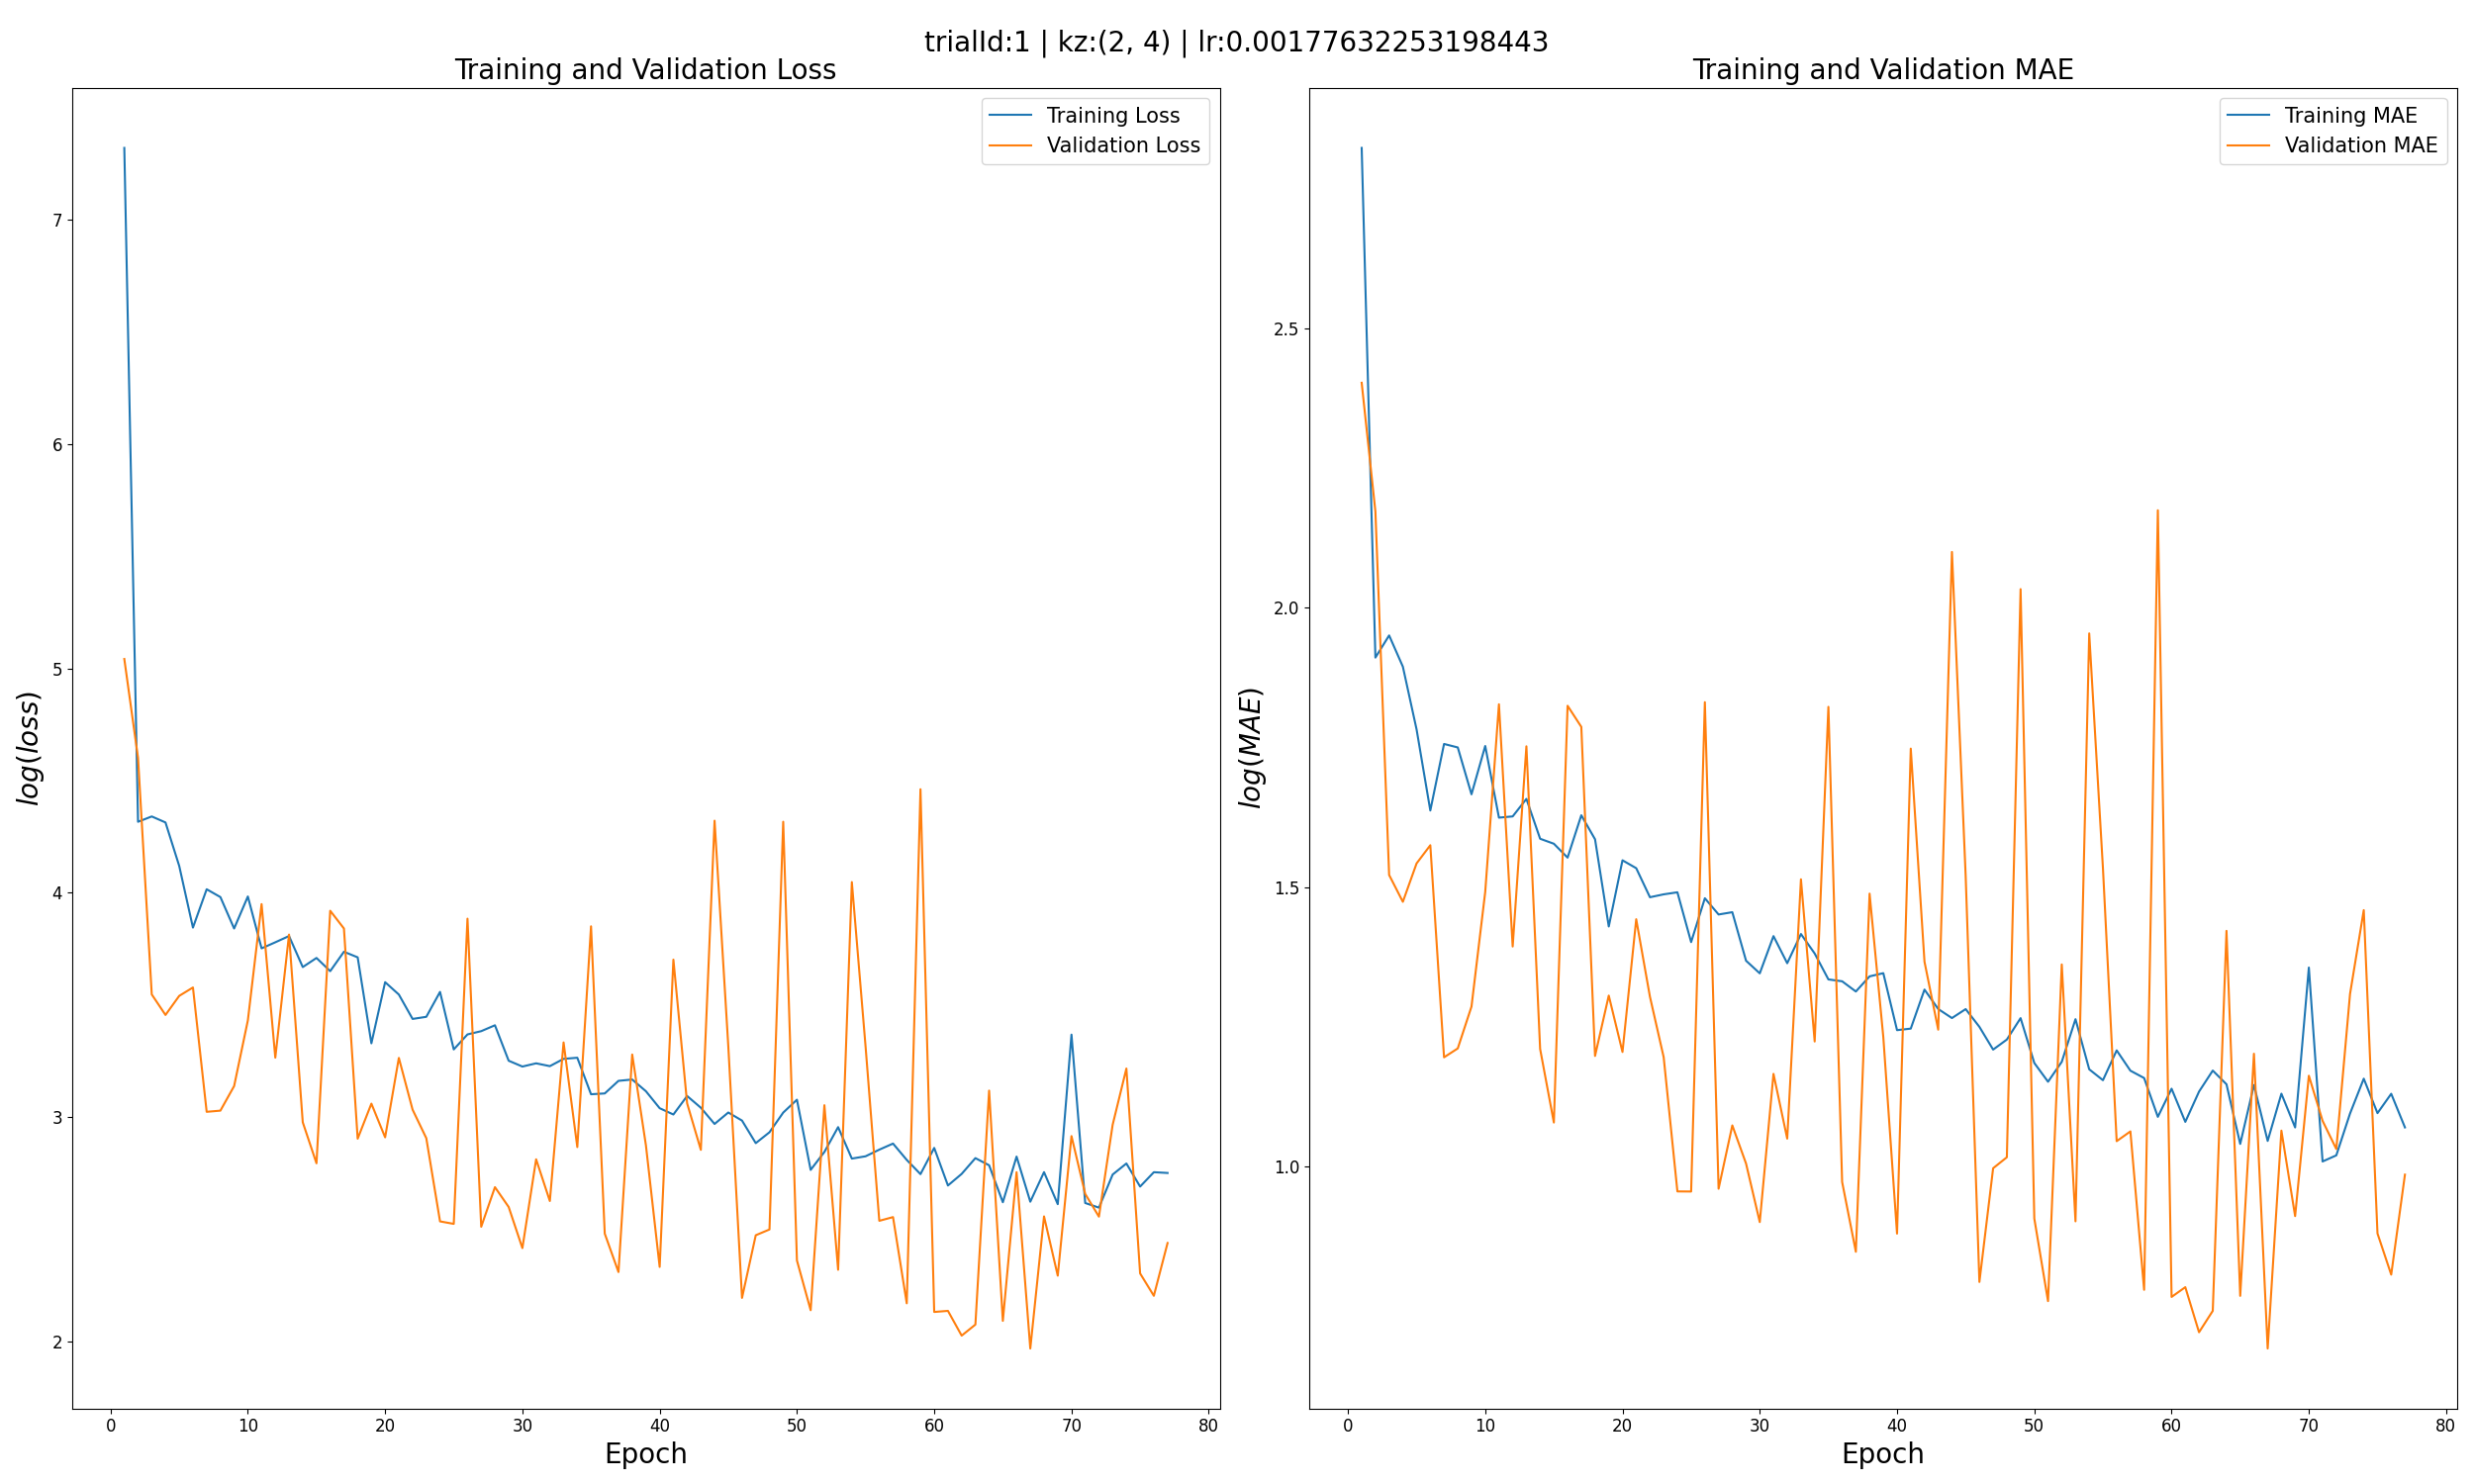 trialId:1 | kz:(2, 4) | lr:0.00177632253198443
Training and Validation Loss
Training Loss
Validation Loss
log(loss)
7
6
5
4
3
2
0 10 20 30 40 50 60 70 80
Epoch
Training and Validation MAE
Training MAE
Validation MAE
log(MAE)
2.5
2.0
1.5
1.0
0 10 20 30 40 50 60 70 80
Epoch